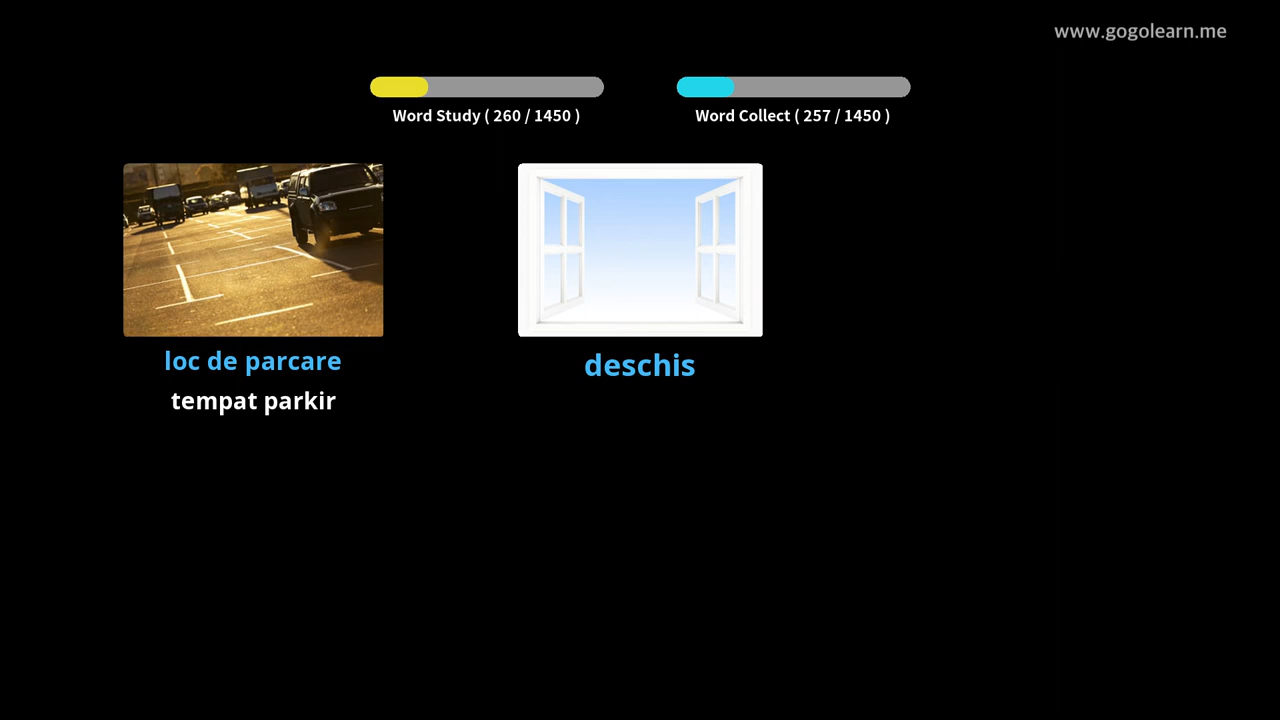 www.gogolearn.me
Word Study ( 260 / 1450 )
Word Collect ( 257 / 1450 )
loc de parcare
tempat parkir
deschis